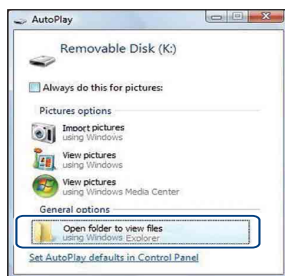 AutoPlay
Removable Disk (K:)
Always do this for pictures:
Pictures options
Import pictures
using Windows
View pictures
using Windows
View pictures
using Windows Media Center
General options
Open folder to view files
using Windows Explorer
Set AutoPlay defaults in Control Panel